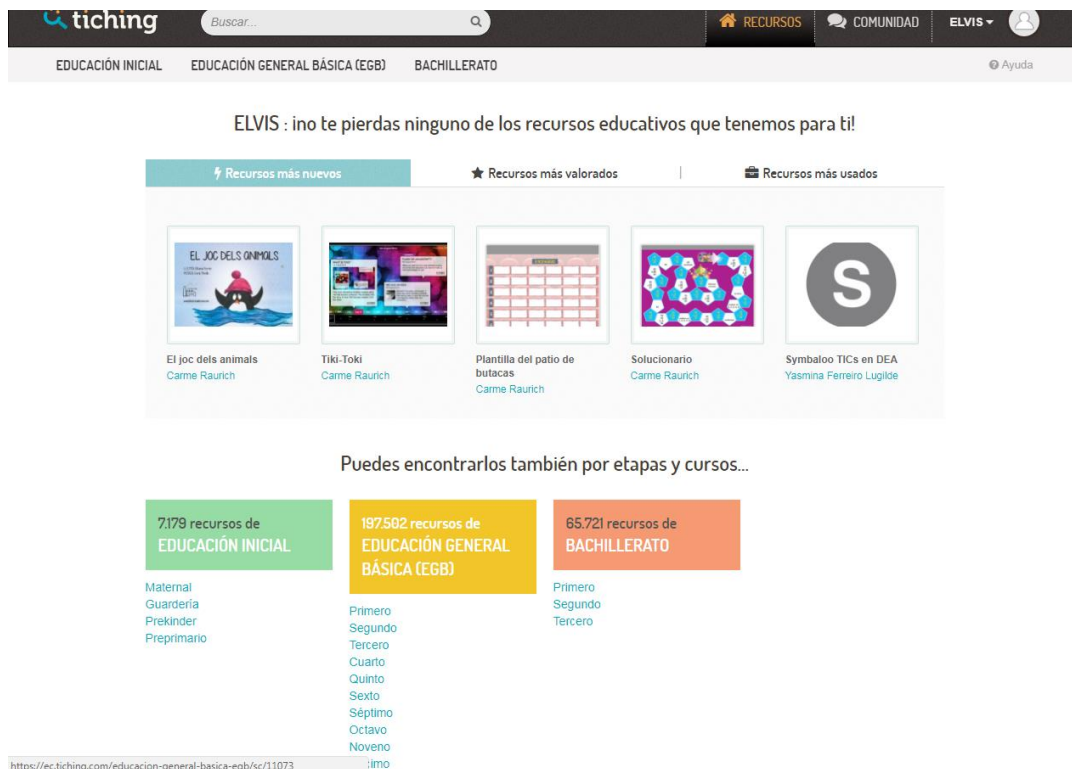 tiching
Buscar...
RECURSOS
COMUNIDAD
ELVIS
EDUCACIÓN INICIAL
EDUCACIÓN GENERAL BÁSICA (EGB)
BACHILLERATO
Ayuda
ELVIS : ¡no te pierdas ninguno de los recursos educativos que tenemos para ti!
Recursos más nuevos
Recursos más valorados
Recursos más usados
EL JOC DELS ANIMALS
S
El joc dels animals
Carme Raurich
Tiki-Toki
Carme Raurich
Plantilla del patio de
butacas
Carme Raurich
Solucionario
Carme Raurich
Symbaloo TICs en DEA
Yasmina Ferreiro Lugilde
Puedes encontrarlos también por etapas y cursos...
7.179 recursos de
EDUCACIÓN INICIAL
Maternal
Guardería
Prekinder
Preprimario
197.502 recursos de
EDUCACIÓN GENERAL
BÁSICA (EGB)
Primero
Segundo
Tercero
Cuarto
Quinto
Sexto
Séptimo
Octavo
Noveno
cimo
65.721 recursos de
BACHILLERATO
Primero
Segundo
Tercero
https://ec.tiching.com/educacion-general-basica-egb/sc/11073